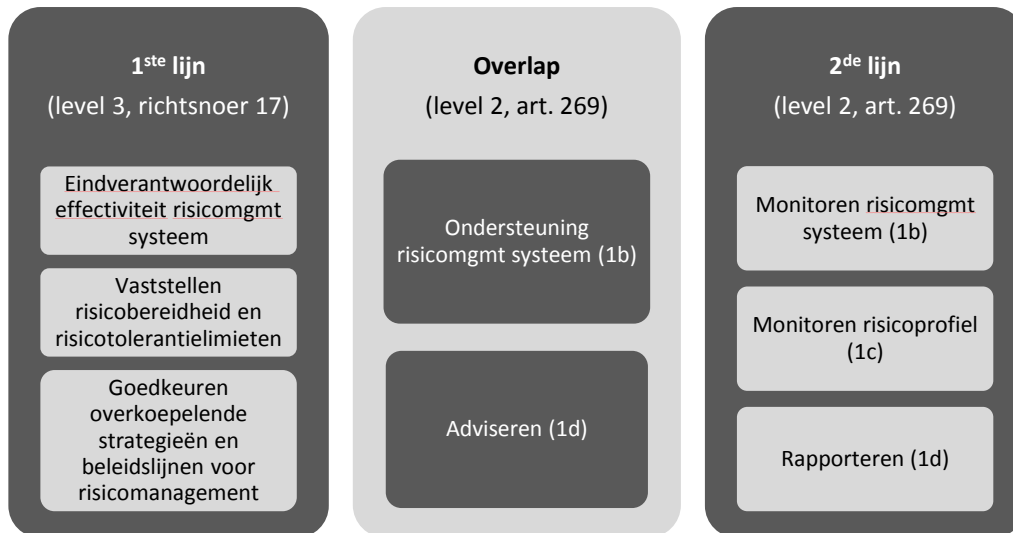 1ste lijn
(level 3, richtsnoer 17)
Eindverantwoordelijk
effectiviteit risicomgmt
systeem
Vaststellen
risicobereidheid en
risicotolerantielimieten
Goedkeuren
overkoepelende
strategieën en
beleidslijnen voor
risicomanagement
Overlap
(level 2, art. 269)
Ondersteuning
risicomgmt systeem (1b)
Adviseren (1d)
2de lijn
(level 2, art. 269)
Monitoren risicomgmt
systeem (1b)
Monitoren risicoprofiel
(1c)
Rapporteren (1d)